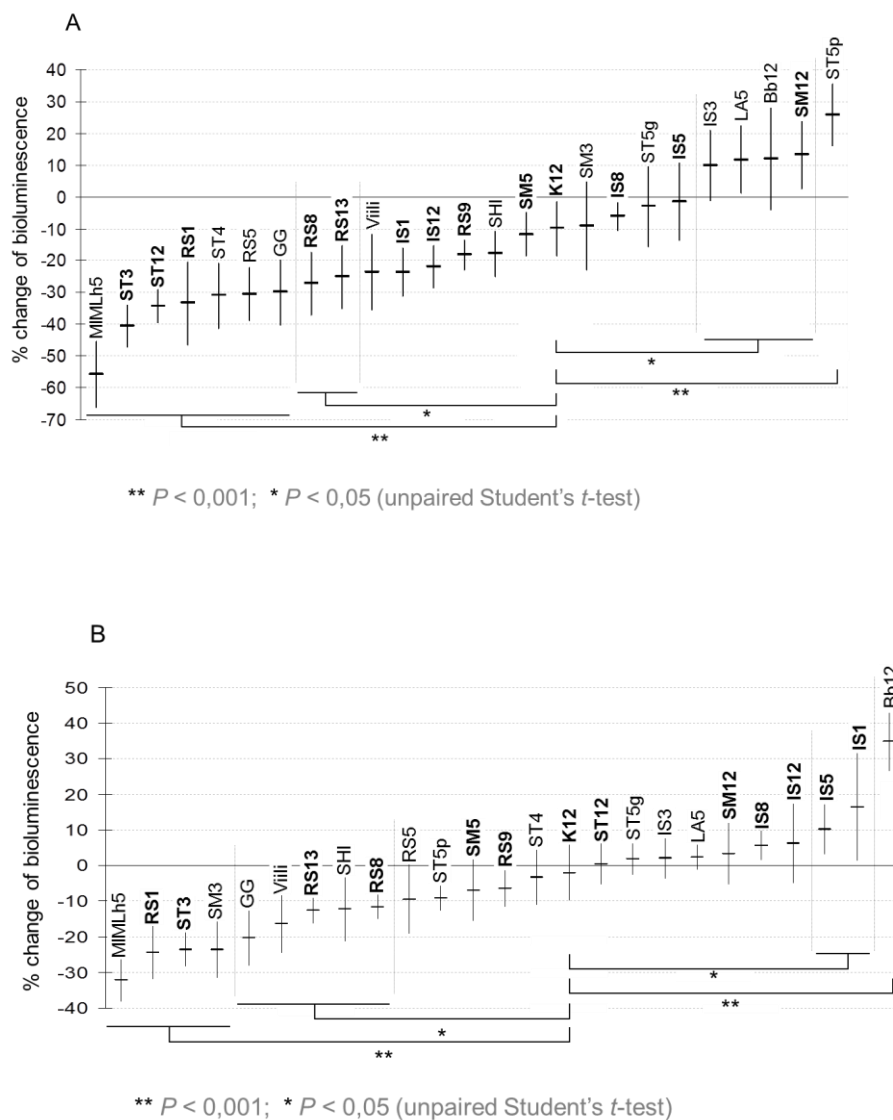 A
% change of bioluminescence
40
30
20
10
0
-10
-20
-30
-40
-50
-60
-70
MIMLh5
ST3
ST12
RS1
ST4
RS5
GG
RS8
RS13
Viili
IS1
IS12
RS9
SHI
SM5
K12
SM3
IS8
ST5g
IS5
IS3
LA5
Bb12
SM12
ST5p
*
**
*
**
** P < 0,001; * P < 0,05 (unpaired Student’s t-test)
B
% change of bioluminescence
50
40
30
20
10
0
-10
-20
-30
-40
MIMLh5
RS1
ST3
SM3
GG
Viili
RS13
SHI
RS8
RS5
ST5p
SM5
RS9
ST4
K12
ST12
ST5g
IS3
LA5
SM12
IS8
IS12
IS5
IS1
Bb12
*
**
*
**
** P < 0,001; * P < 0,05 (unpaired Student’s t-test)